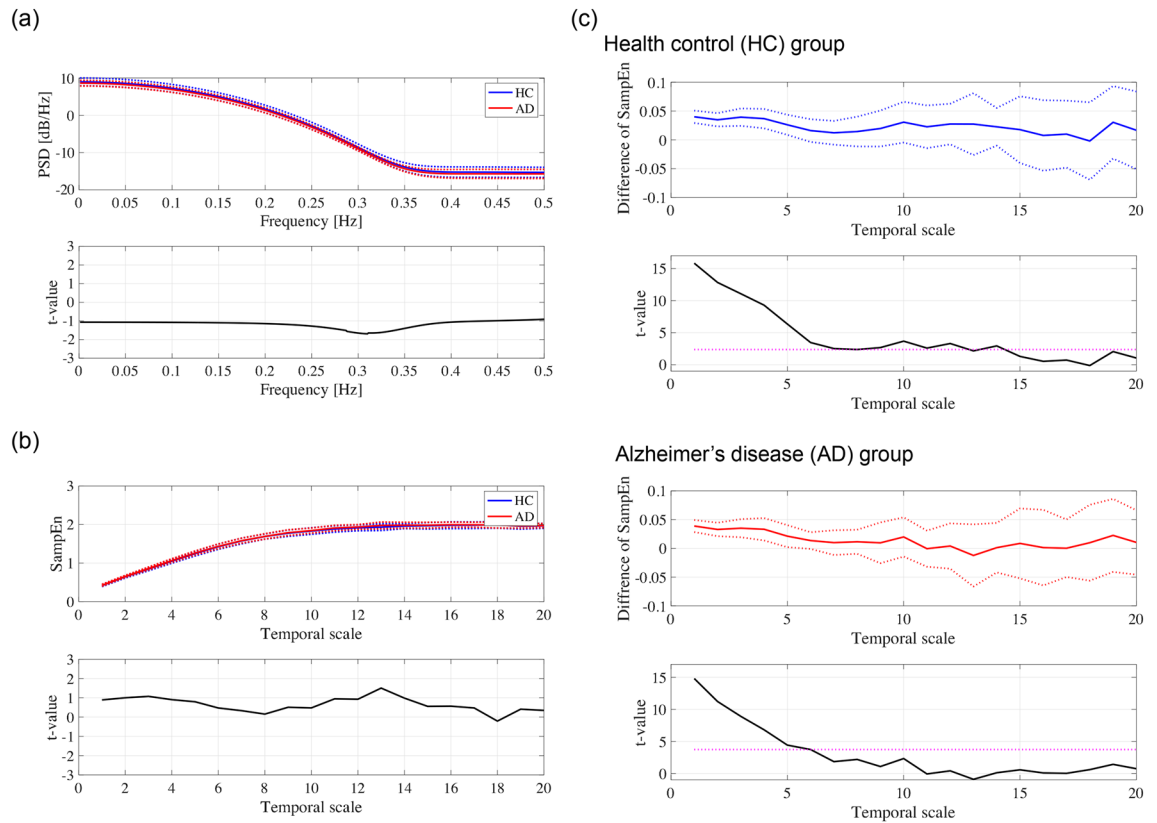 (a)
10
0
-10
-20
PSD [dB/Hz]
HC
AD
0 0.05 0.1 0.15 0.2 0.25 0.3 0.35 0.4 0.45 0.5
Frequency [Hz]
3
2
1
0
-1
-2
-3
t-value
0 0.05 0.1 0.15 0.2 0.25 0.3 0.35 0.4 0.45 0.5
Frequency [Hz]
(b)
3
2
1
0
SampEn
HC
AD
0 2 4 6 8 10 12 14 16 18 20
Temporal scale
3
2
1
0
-1
-2
-3
t-value
0 2 4 6 8 10 12 14 16 18 20
Temporal scale
(c)
Health control (HC) group
0.1
0.05
0
-0.05
-0.1
Difference of SampEn
0 5 10 15 20
Temporal scale
15
10
5
0
t-value
0 5 10 15 20
Temporal scale
Alzheimer's disease (AD) group
0.1
0.05
0
-0.05
-0.1
Diffrence of SampEn
0 5 10 15 20
Temporal scale
15
10
5
0
t-value
0 5 10 15 20
Temporal scale